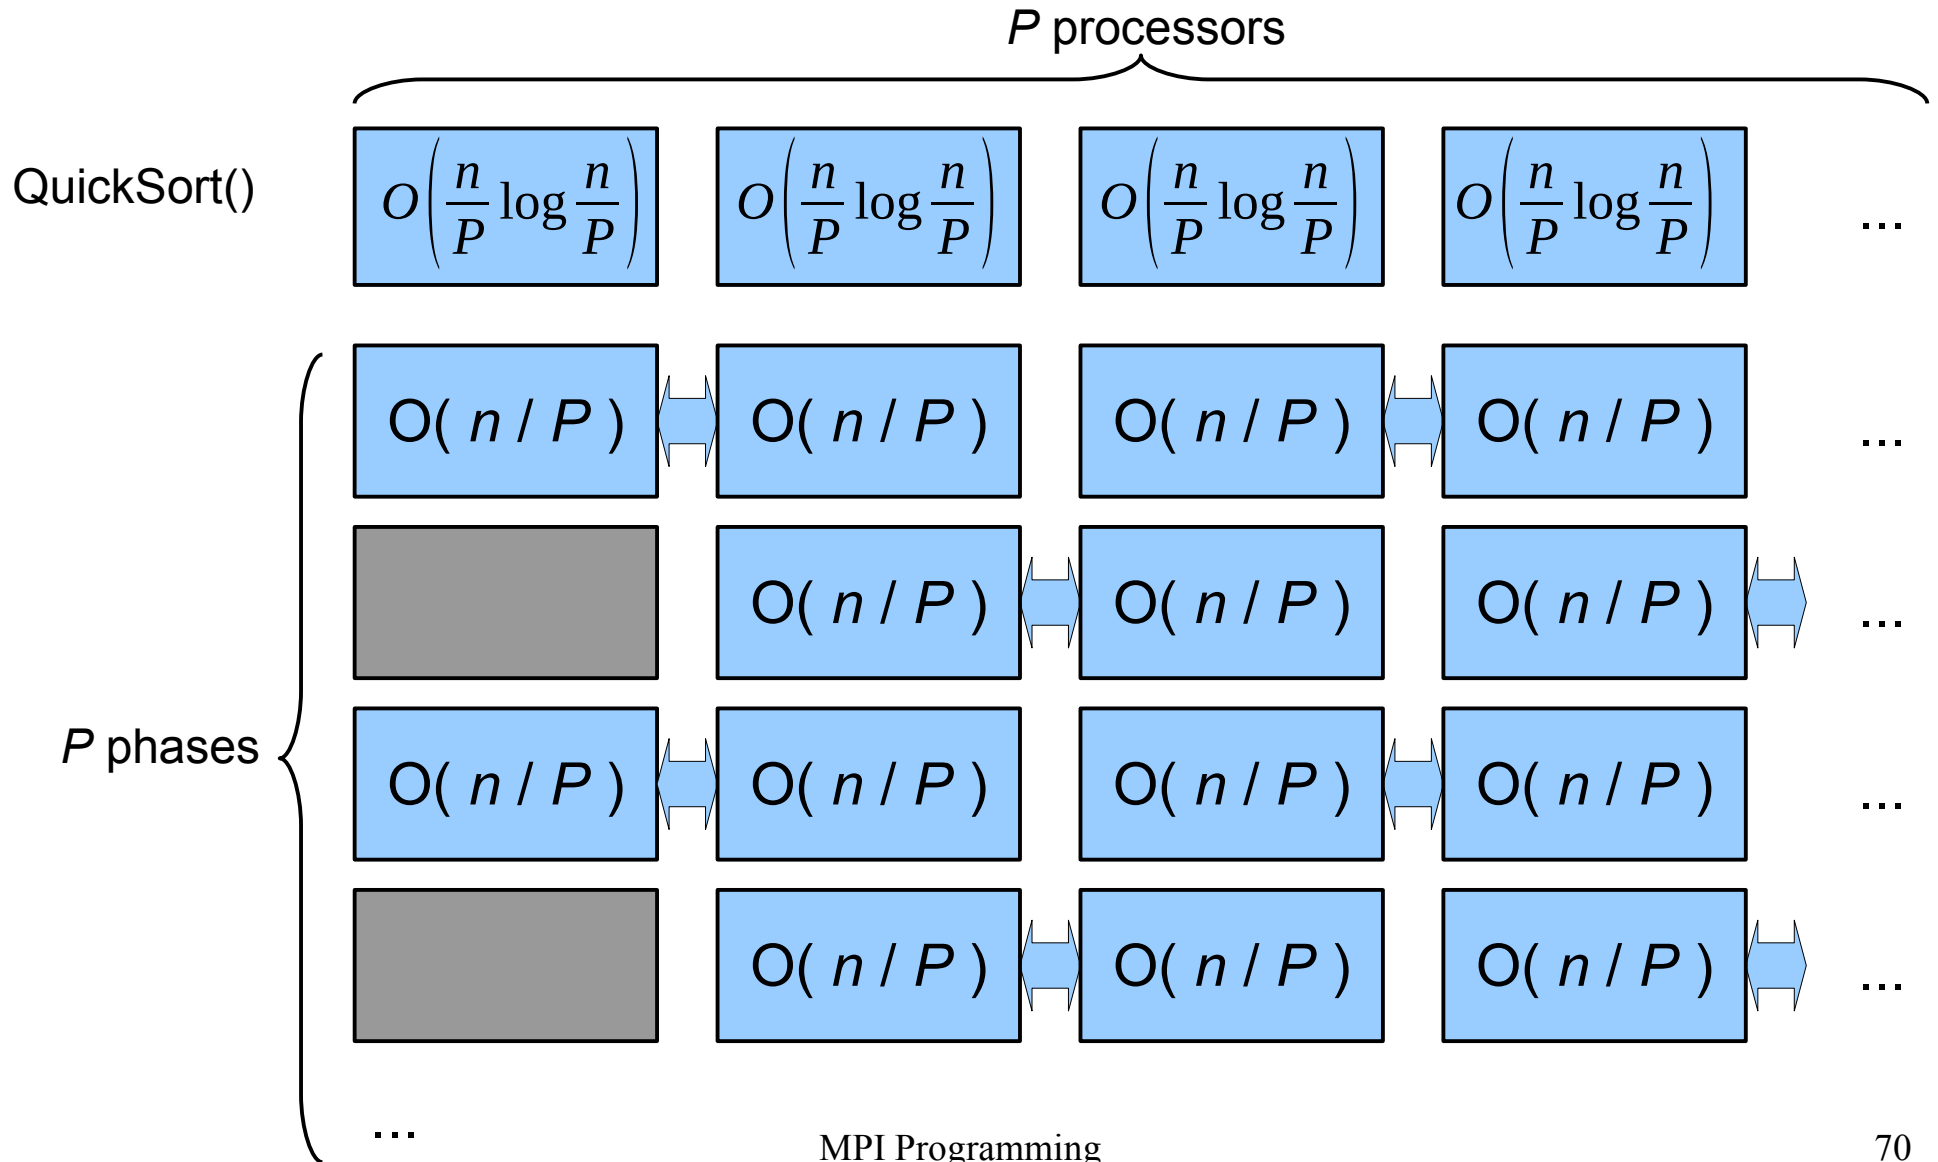 P processors
QuickSort() O(n/P log n/P) O(n/P log n/P) O(n/P log n/P) O(n/P log n/P) ...
O( n / P ) O( n / P ) O( n / P ) O( n / P ) ...
O( n / P ) O( n / P ) O( n / P ) ...
P phases
O( n / P ) O( n / P ) O( n / P ) O( n / P ) ...
O( n / P ) O( n / P ) O( n / P ) ...
...
MPI Programming 70